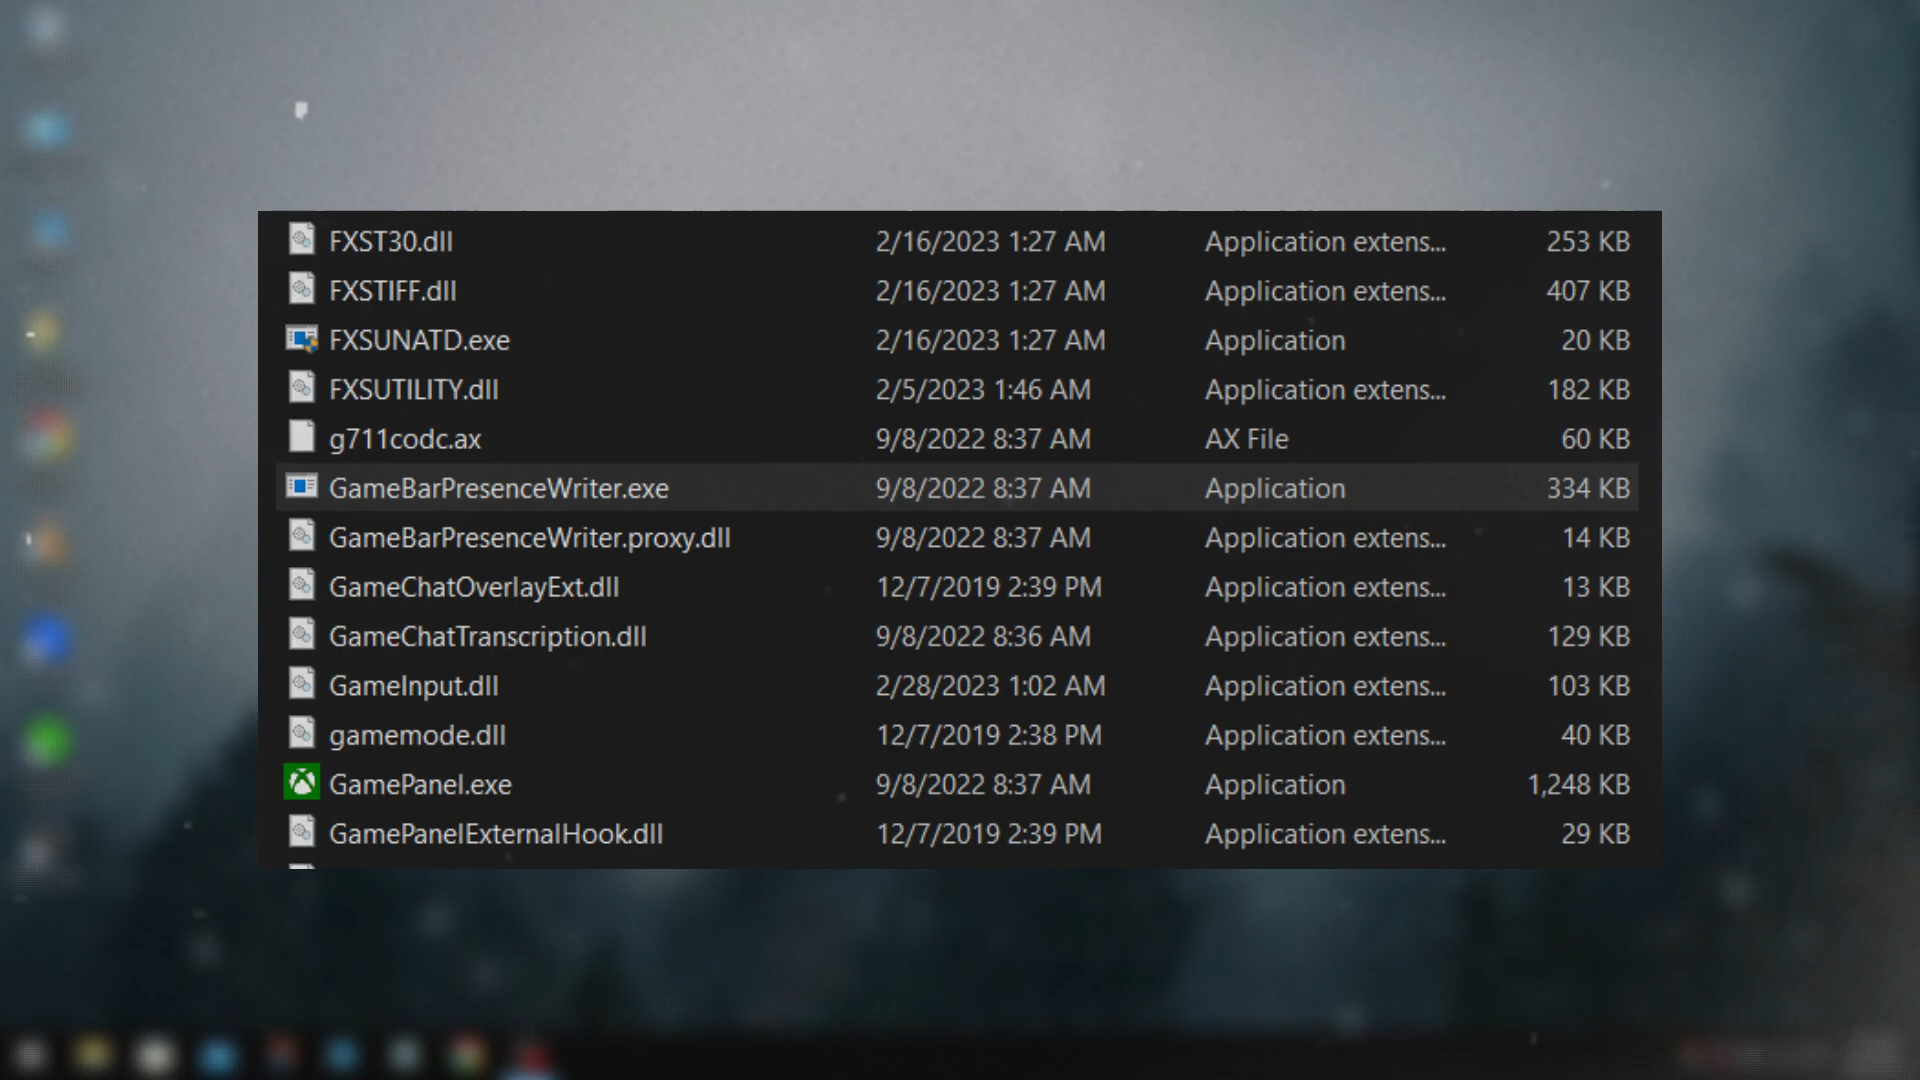 FXST30.dll 2/16/2023 1:27 AM Application extens... 253 KB
FXSTIFF.dll 2/16/2023 1:27 AM Application extens... 407 KB
FXSUNATD.exe 2/16/2023 1:27 AM Application 20 KB
FXSUTILITY.dll 2/5/2023 1:46 AM Application extens... 182 KB
g711codc.ax 9/8/2022 8:37 AM AX File 60 KB
GameBarPresenceWriter.exe 9/8/2022 8:37 AM Application 334 KB
GameBarPresenceWriter.proxy.dll 9/8/2022 8:37 AM Application extens... 14 KB
GameChatOverlayExt.dll 12/7/2019 2:39 PM Application extens... 13 KB
GameChatTranscription.dll 9/8/2022 8:36 AM Application extens... 129 KB
GameInput.dll 2/28/2023 1:02 AM Application extens... 103 KB
gamemode.dll 12/7/2019 2:38 PM Application extens... 40 KB
GamePanel.exe 9/8/2022 8:37 AM Application 1,248 KB
GamePanelExternalHook.dll 12/7/2019 2:39 PM Application extens... 29 KB